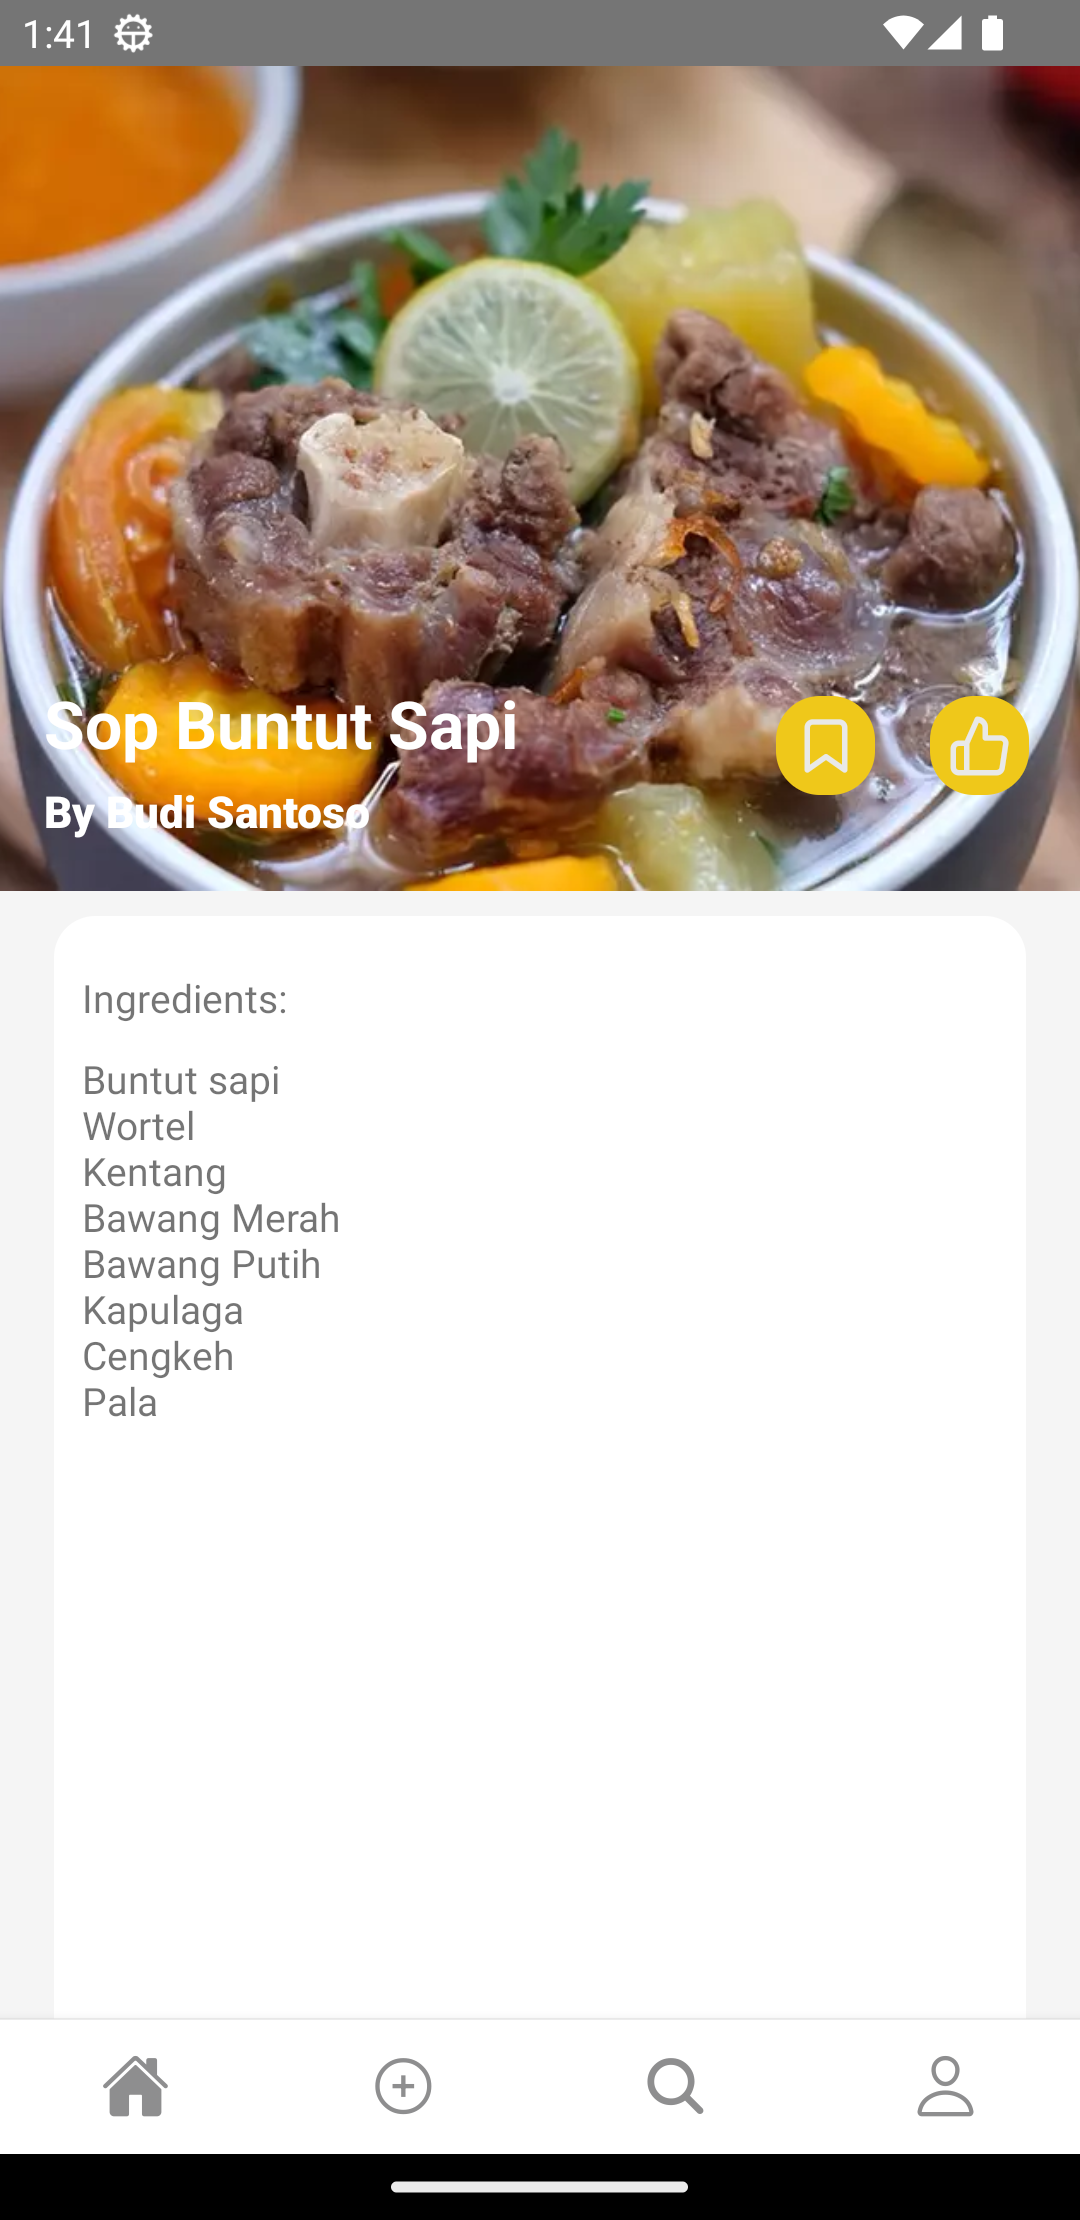 1:41
Sop Buntut Sapi
By Budi Santoso
Ingredients:
Buntut sapi
Wortel
Kentang
Bawang Merah
Bawang Putih
Kapulaga
Cengkeh
Pala